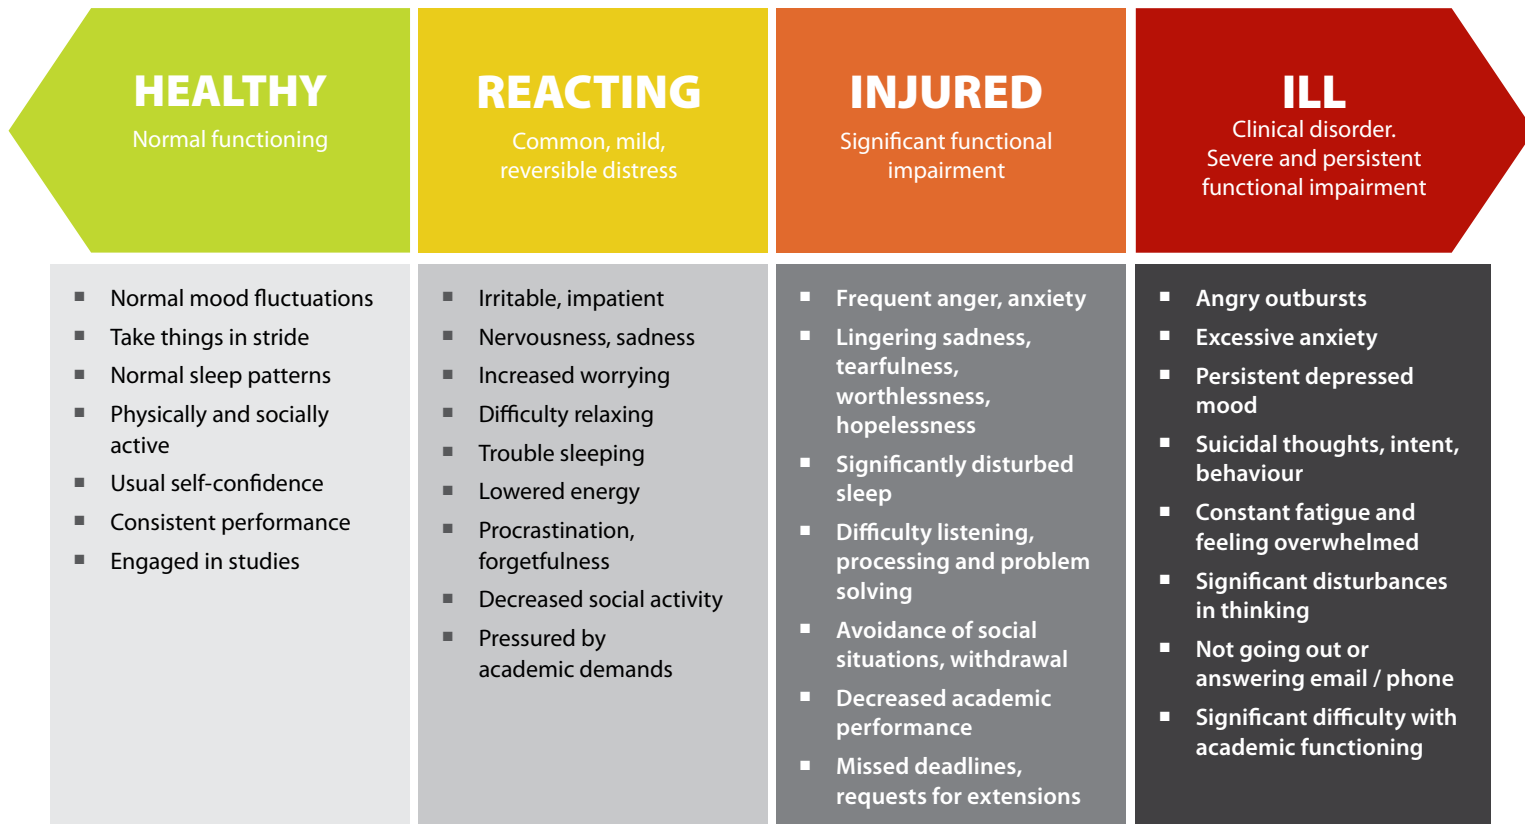 HEALTHY
Normal functioning
REACTING
Common, mild,
reversible distress
INJURED
Significant functional
impairment
ILL
Clinical disorder.
Severe and persistent
functional impairment
▪ Normal mood fluctuations
▪ Take things in stride
▪ Normal sleep patterns
▪ Physically and socially
active
▪ Usual self-confidence
▪ Consistent performance
▪ Engaged in studies
▪ Irritable, impatient
▪ Nervousness, sadness
▪ Increased worrying
▪ Difficulty relaxing
▪ Trouble sleeping
▪ Lowered energy
▪ Procrastination,
forgetfulness
▪ Decreased social activity
▪ Pressured by
academic demands
▪ Frequent anger, anxiety
▪ Lingering sadness,
tearfulness,
worthlessness,
hopelessness
▪ Significantly disturbed
sleep
▪ Difficulty listening,
processing and problem
solving
▪ Avoidance of social
situations, withdrawal
▪ Decreased academic
performance
▪ Missed deadlines,
requests for extensions
▪ Angry outbursts
▪ Excessive anxiety
▪ Persistent depressed
mood
▪ Suicidal thoughts, intent,
behaviour
▪ Constant fatigue and
feeling overwhelmed
▪ Significant disturbances
in thinking
▪ Not going out or
answering email / phone
▪ Significant difficulty with
academic functioning